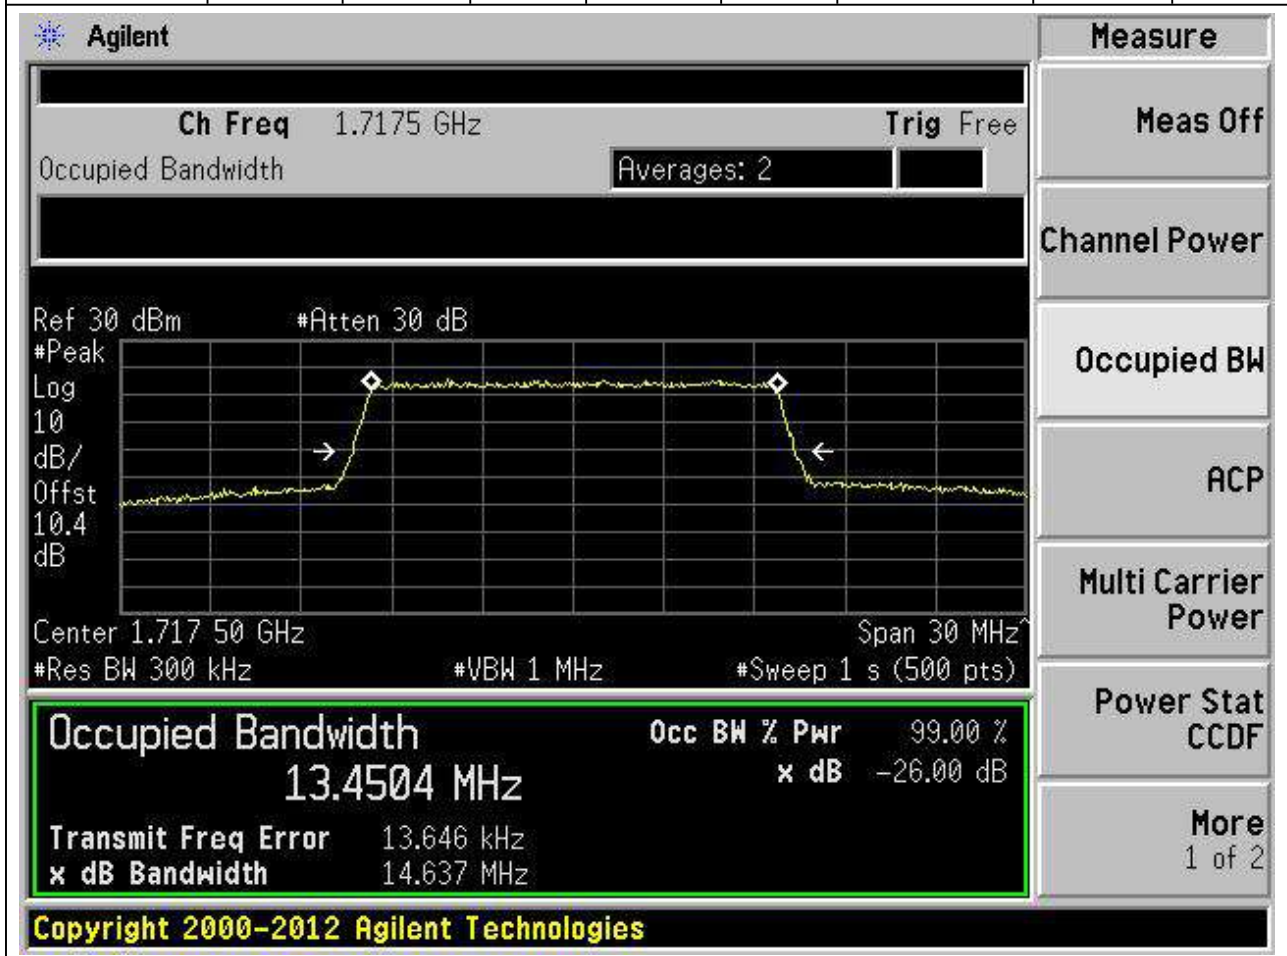 Agilent
Measure
Ch Freq 1.7175 GHz Trig Free
Occupied Bandwidth Averages: 2
Meas Off
Channel Power
Occupied BW
ACP
Multi Carrier
Power
Power Stat
CCDF
More
1 of 2
Ref 30 dBm #Atten 30 dB
#Peak
Log
10
dB/
Offst
10.4
dB
Center 1.717 50 GHz Span 30 MHz^
#Res BW 300 kHz #VBW 1 MHz #Sweep 1 s (500 pts)
Occupied Bandwidth Occ BW % Pwr 99.00 %
13.4504 MHz x dB -26.00 dB
Transmit Freq Error 13.646 kHz
x dB Bandwidth 14.637 MHz
Copyright 2000-2012 Agilent Technologies